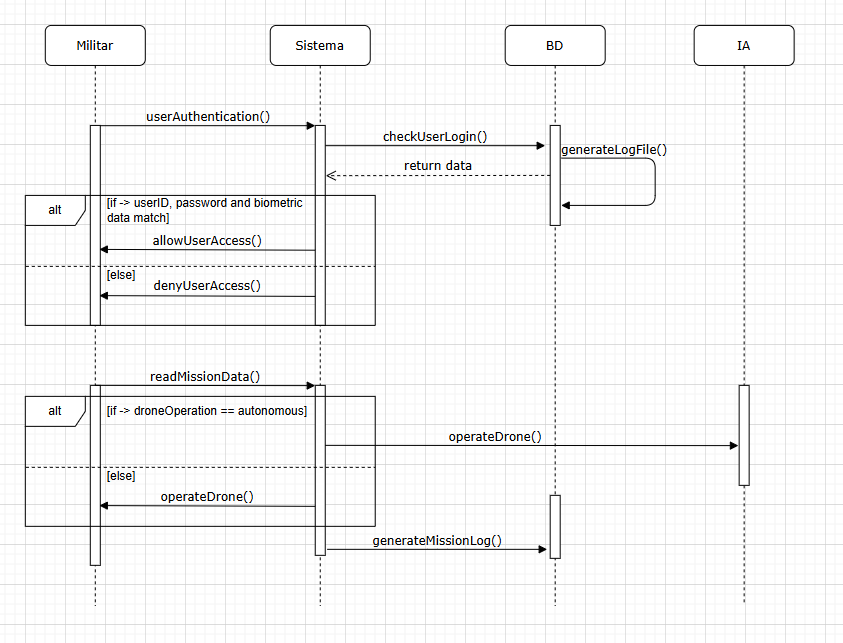 Militar
Sistema
BD
IA
userAuthentication()
checkUserLogin()
generateLogFile()
return data
alt
[if -> userID, password and biometric
data match]
allowUserAccess()
[else]
denyUserAccess()
readMissionData()
alt
[if -> droneOperation == autonomous]
operateDrone()
[else]
operateDrone()
generateMissionLog()